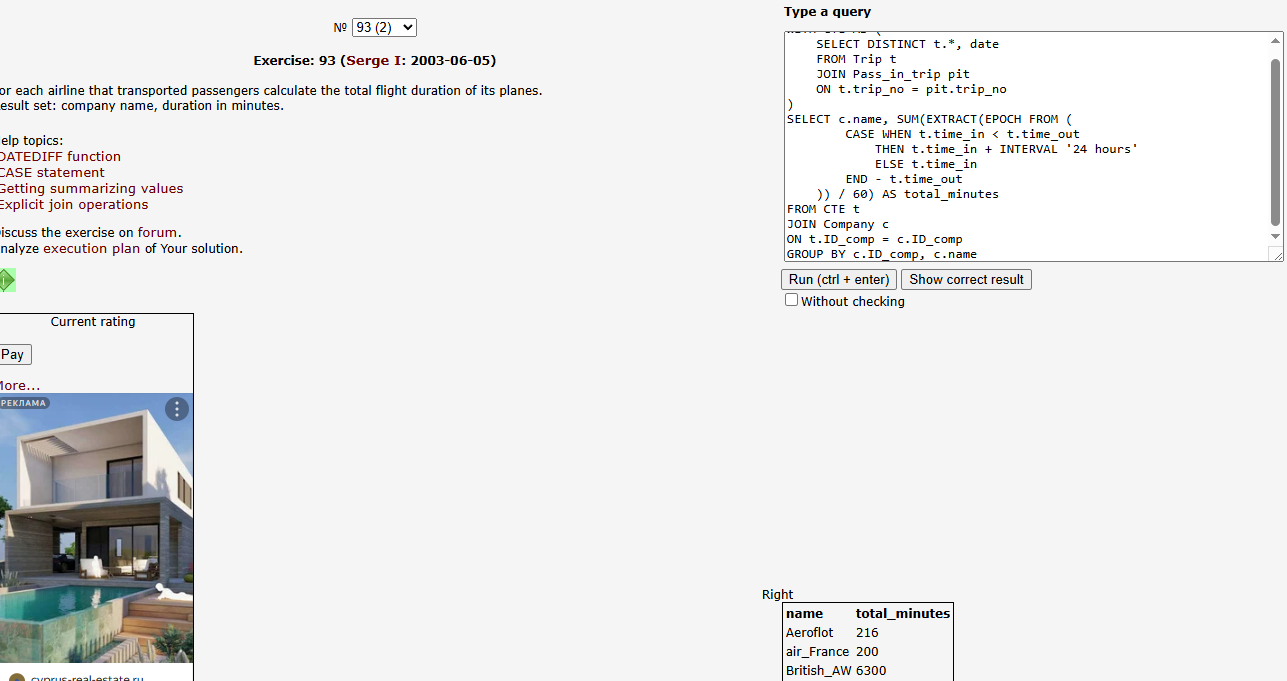 № 93 (2)
Exercise: 93 (Serge I: 2003-06-05)
or each airline that transported passengers calculate the total flight duration of its planes.
esult set: company name, duration in minutes.
elp topics:
DATEDIFF function
CASE statement
Getting summarizing values
Explicit join operations
iscuss the exercise on forum.
nalyze execution plan of Your solution.
Current rating
Pay
More...
РЕКЛАМА
cyprus-real-estate.ru
Type a query
SELECT DISTINCT t.*, date
FROM Trip t
JOIN Pass_in_trip pit
ON t.trip_no = pit.trip_no
)
SELECT c.name, SUM(EXTRACT(EPOCH FROM (
CASE WHEN t.time_in < t.time_out
THEN t.time_in + INTERVAL '24 hours'
ELSE t.time_in
END - t.time_out
)) / 60) AS total_minutes
FROM CTE t
JOIN Company c
ON t.ID_comp = c.ID_comp
GROUP BY c.ID_comp, c.name
Run (ctrl + enter) Show correct result
Without checking
Right
name total_minutes
Aeroflot 216
air_France 200
British_AW 6300